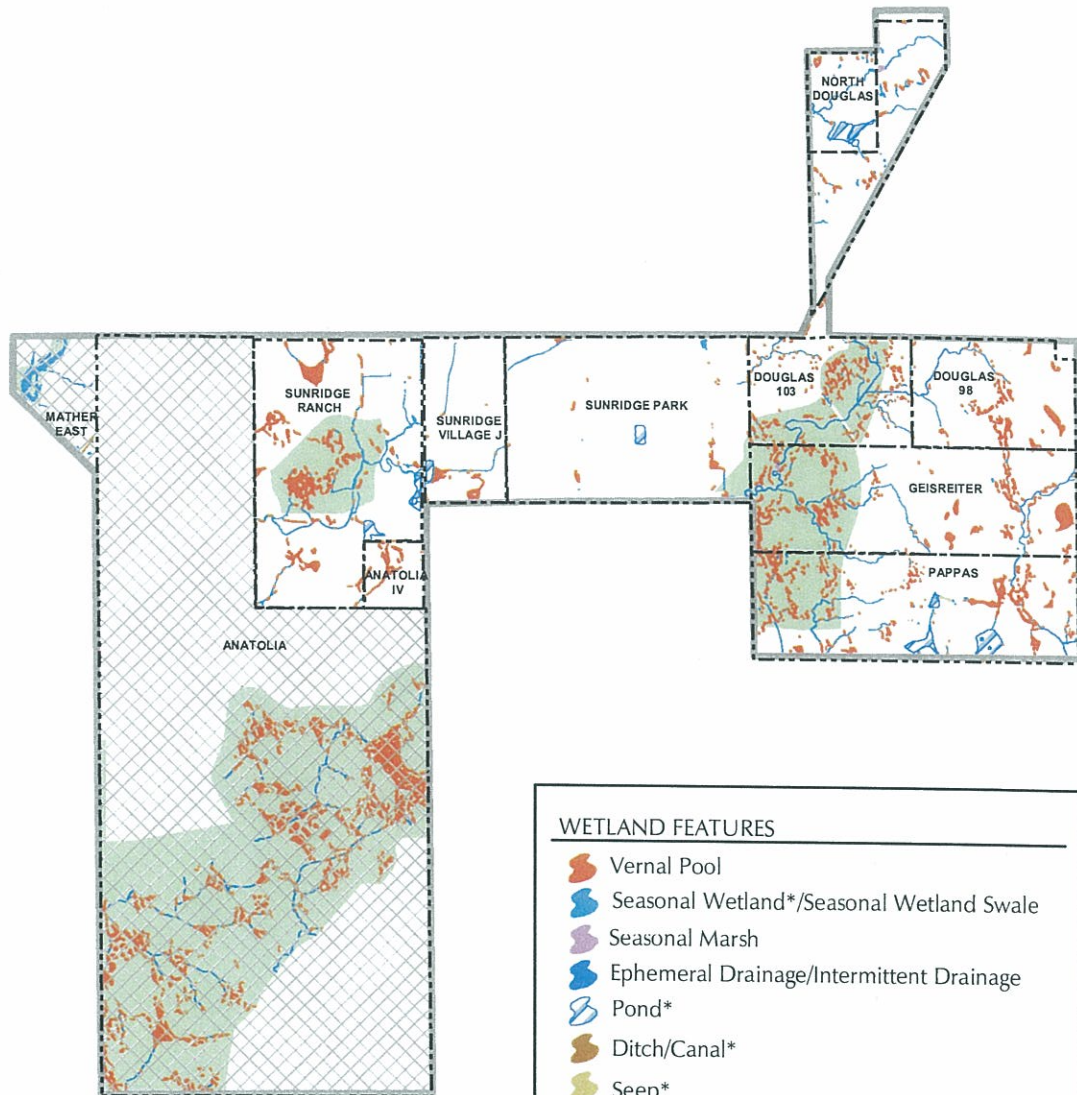 NORTH
DOUGLAS
MATHER
EAST
SUNRIDGE
RANCH
SUNRIDGE
VILLAGE J
SUNRIDGE PARK
DOUGLAS
103
DOUGLAS
98
GEISREITER
ANATOLIA
IV
PAPPAS
ANATOLIA
WETLAND FEATURES
Vernal Pool
Seasonal Wetland*/Seasonal Wetland Swale
Seasonal Marsh
Ephemeral Drainage/Intermittent Drainage
Pond*
Ditch/Canal*
Seep*